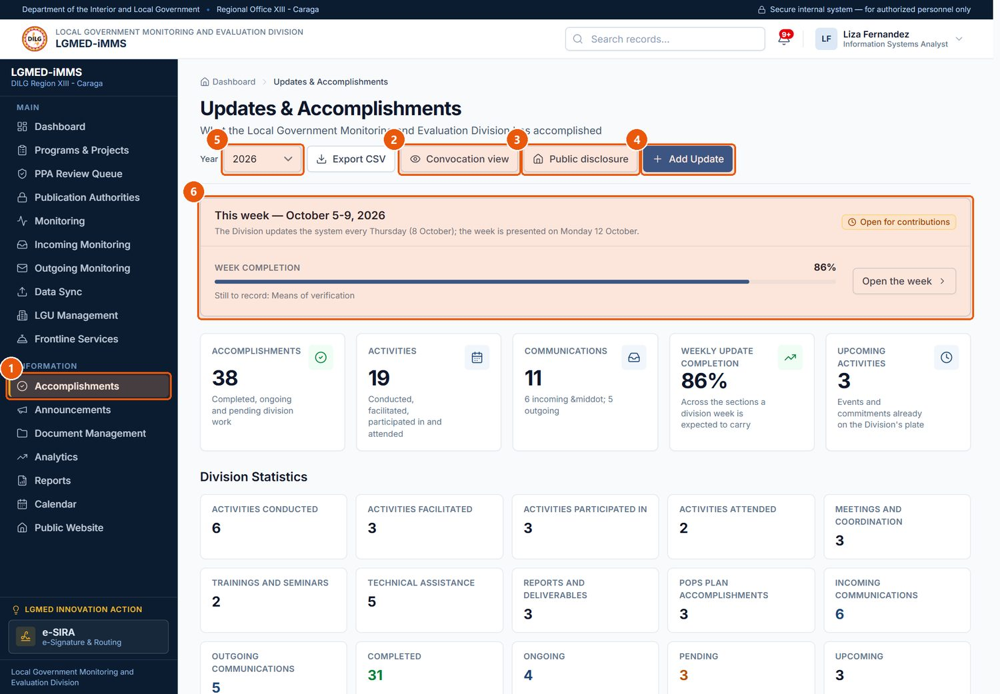 Department of the Interior and Local Government • Regional Office XIII - Caraga
Secure internal system — for authorized personnel only
DILG
LOCAL GOVERNMENT MONITORING AND EVALUATION DIVISION
LGMED-iMMS
Search records...
9+
LF
Liza Fernandez
Information Systems Analyst
LGMED-iMMS
DILG Region XIII - Caraga
MAIN
Dashboard
Programs & Projects
PPA Review Queue
Publication Authorities
Monitoring
Incoming Monitoring
Outgoing Monitoring
Data Sync
LGU Management
Frontline Services
1
NFORMATION
Accomplishments
Announcements
Document Management
Analytics
Reports
Calendar
Public Website
LGMED INNOVATION ACTION
e-SIRA
e-Signature & Routing
Local Government Monitoring and
Evaluation Division
Dashboard > Updates & Accomplishments
Updates & Accomplishments
the Local Government Monitoring and Evaluation Division accomplished
5
2
3
4
Year
2026
Export CSV
Convocation view
Public disclosure
+ Add Update
6
This week — October 5-9, 2026
The Division updates the system every Thursday (8 October); the week is presented on Monday 12 October.
Open for contributions
WEEK COMPLETION
86%
Still to record: Means of verification
Open the week >
ACCOMPLISHMENTS
38
Completed, ongoing
and pending division
work
ACTIVITIES
19
Conducted,
facilitated,
participated in and
attended
COMMUNICATIONS
11
6 incoming &middot; 5
outgoing
WEEKLY UPDATE
COMPLETION
86%
Across the sections a
division week is
expected to carry
UPCOMING
ACTIVITIES
3
Events and
commitments already
on the Division's plate
Division Statistics
ACTIVITIES CONDUCTED
6
ACTIVITIES FACILITATED
3
ACTIVITIES PARTICIPATED IN
3
ACTIVITIES ATTENDED
2
MEETINGS AND
COORDINATION
3
TRAININGS AND SEMINARS
2
TECHNICAL ASSISTANCE
5
REPORTS AND
DELIVERABLES
3
POPS PLAN
ACCOMPLISHMENTS
3
INCOMING
COMMUNICATIONS
6
OUTGOING
COMMUNICATIONS
5
COMPLETED
31
ONGOING
4
PENDING
3
UPCOMING
3